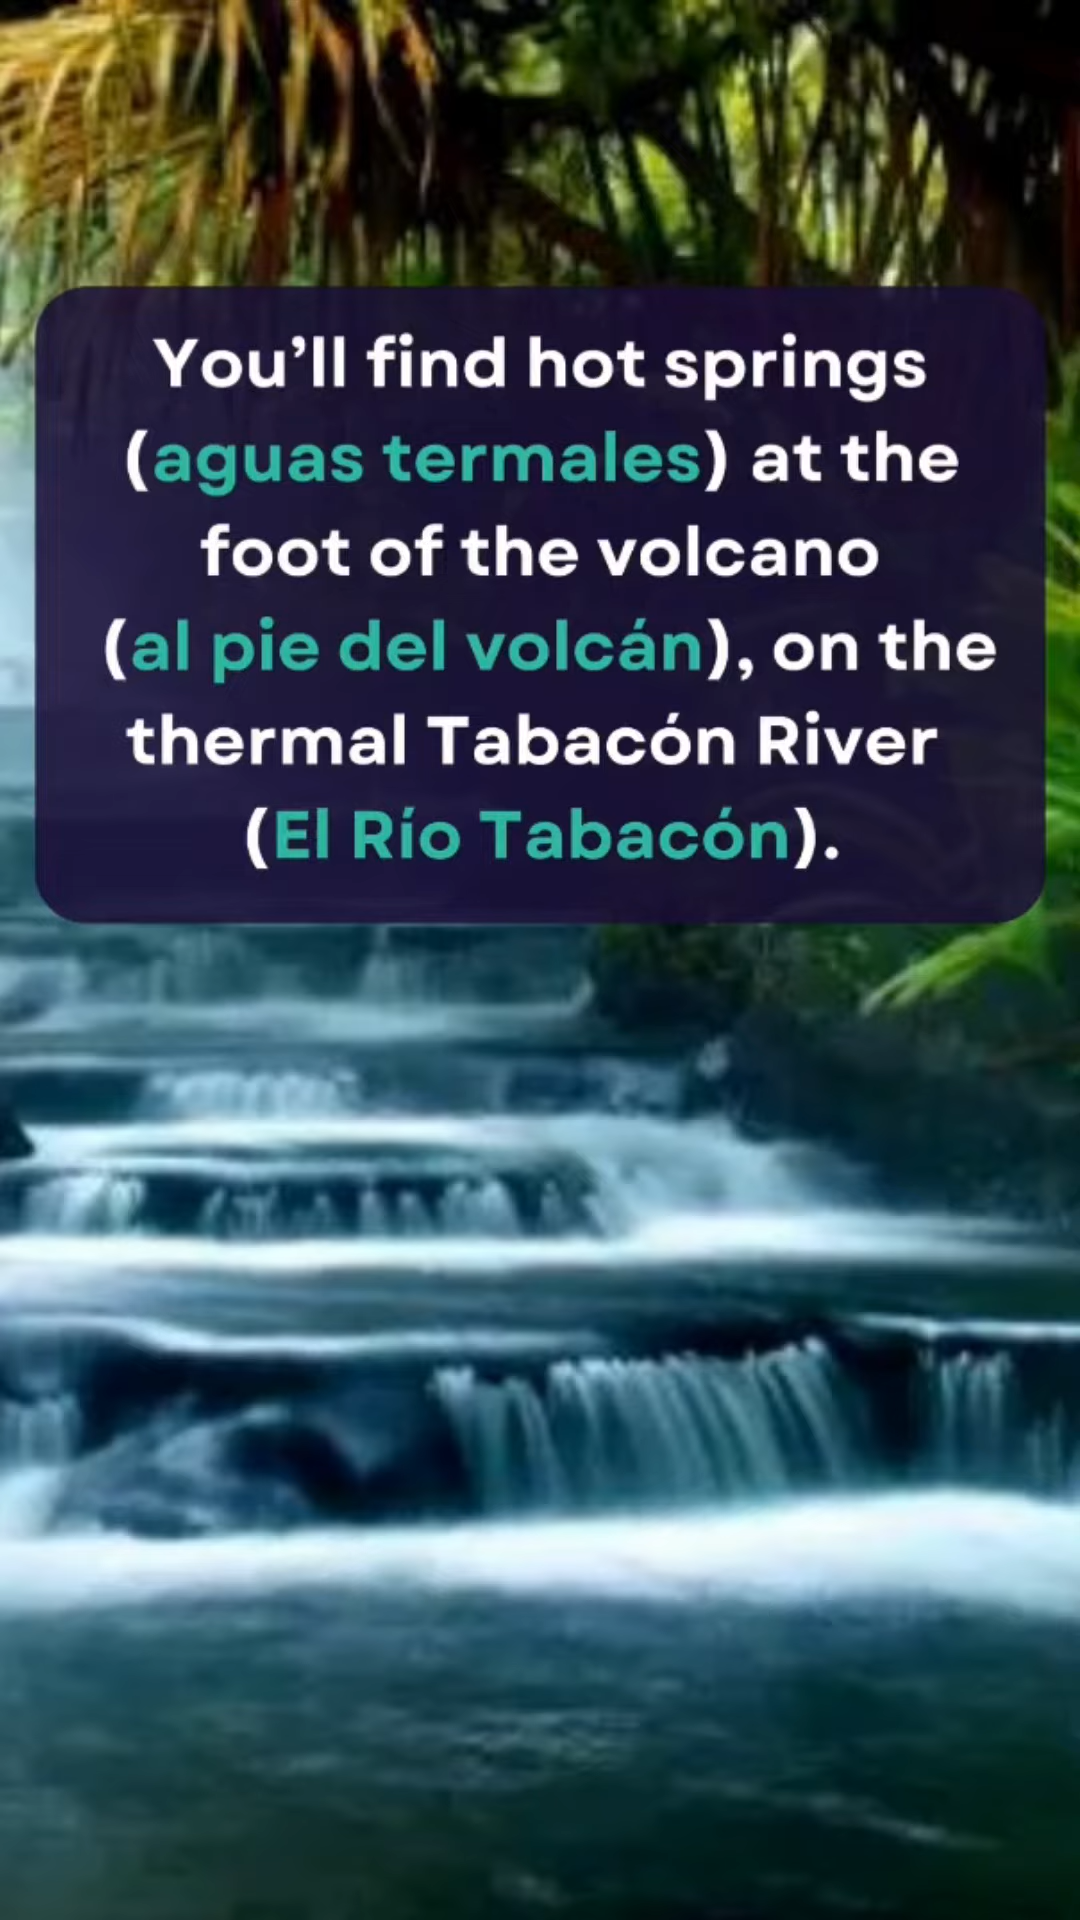 You’ll find hot springs
(aguas termales) at the
foot of the volcano
(al pie del volcán), on the
thermal Tabacón River
(El Río Tabacón).